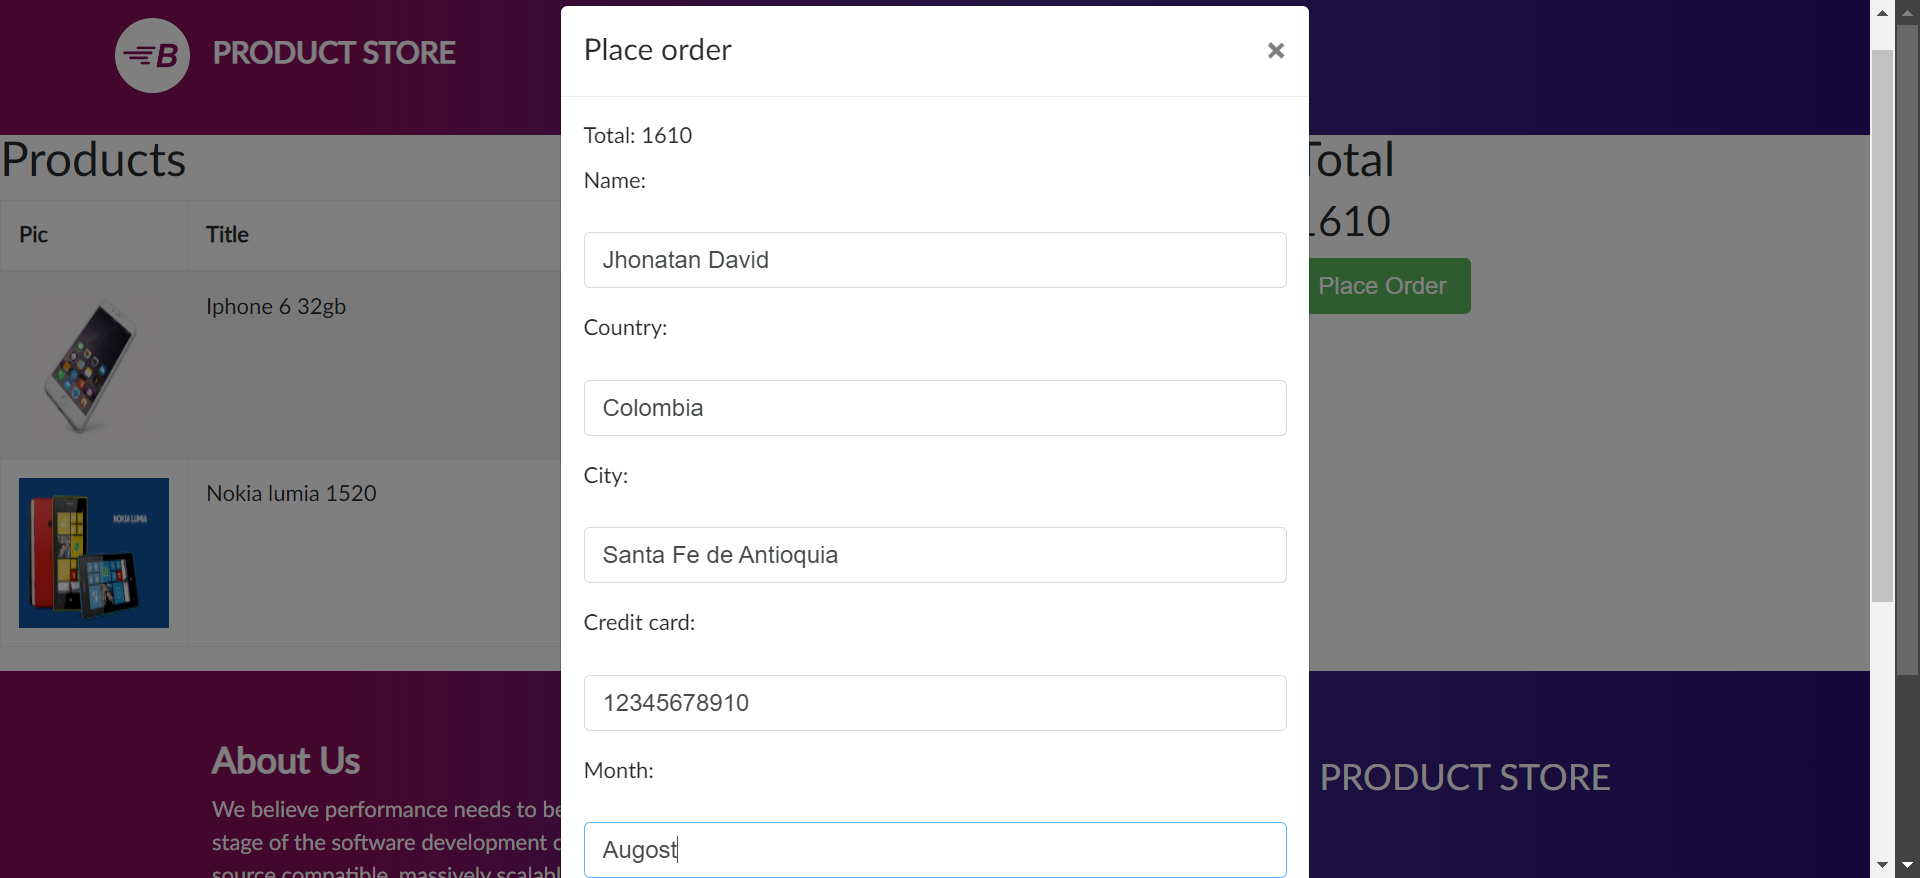 B PRODUCT STORE
Products
Pic
Title
Iphone 6 32gb
Nokia lumia 1520
NOKIA LUMIA
Place order
×
Total: 1610
Name:
Jhonatan David
Country:
Colombia
City:
Santa Fe de Antioquia
Credit card:
12345678910
Month:
Augost
Total
1610
Place Order
About Us
We believe performance needs to be
stage of the software development
source compatible, massively scalabl
PRODUCT STORE